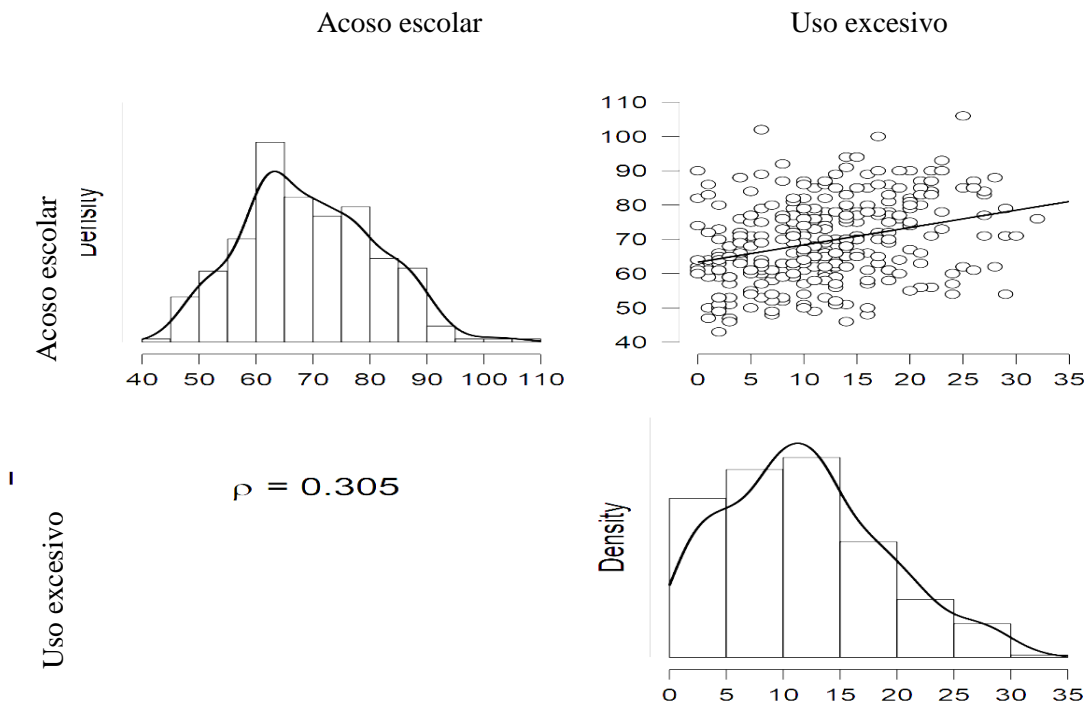 Acoso escolar
Uso excesivo
Acoso escolar
Density
40 50 60 70 80 90 100 110
110
100
90
80
70
60
50
40
0 5 10 15 20 25 30 35
Uso excesivo
ρ = 0.305
Density
0 5 10 15 20 25 30 35